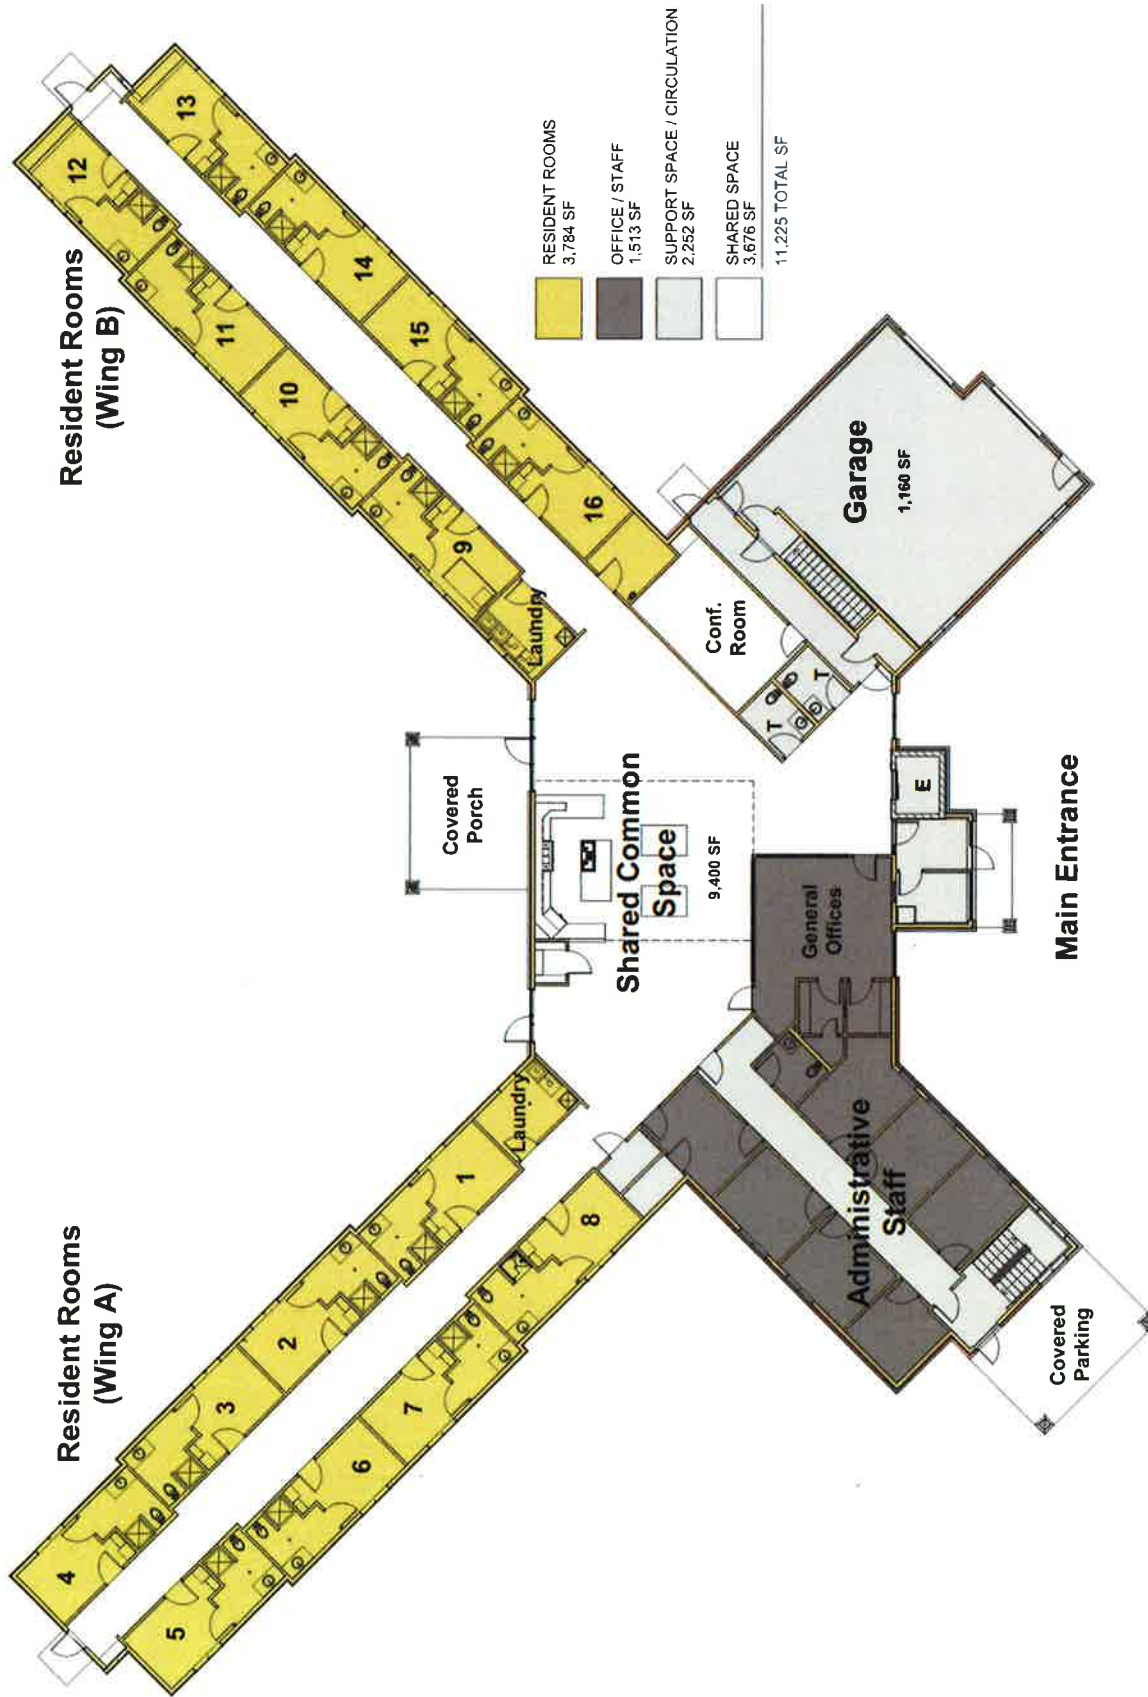 Resident Rooms
(Wing A)
Resident Rooms
(Wing B)
4
3
2
1
Laundry
5
6
7
8
Covered
Porch
Shared Common
Space
9,400 SF
Laundry
9
10
11
12
13
14
15
16
Conf.
Room
T
T
Garage
1,160 SF
General
Offices
E
Administrative
Staff
Covered
Parking
Main Entrance
RESIDENT ROOMS
3,784 SF
OFFICE / STAFF
1,513 SF
SUPPORT SPACE / CIRCULATION
2,252 SF
SHARED SPACE
3,676 SF
11,225 TOTAL SF